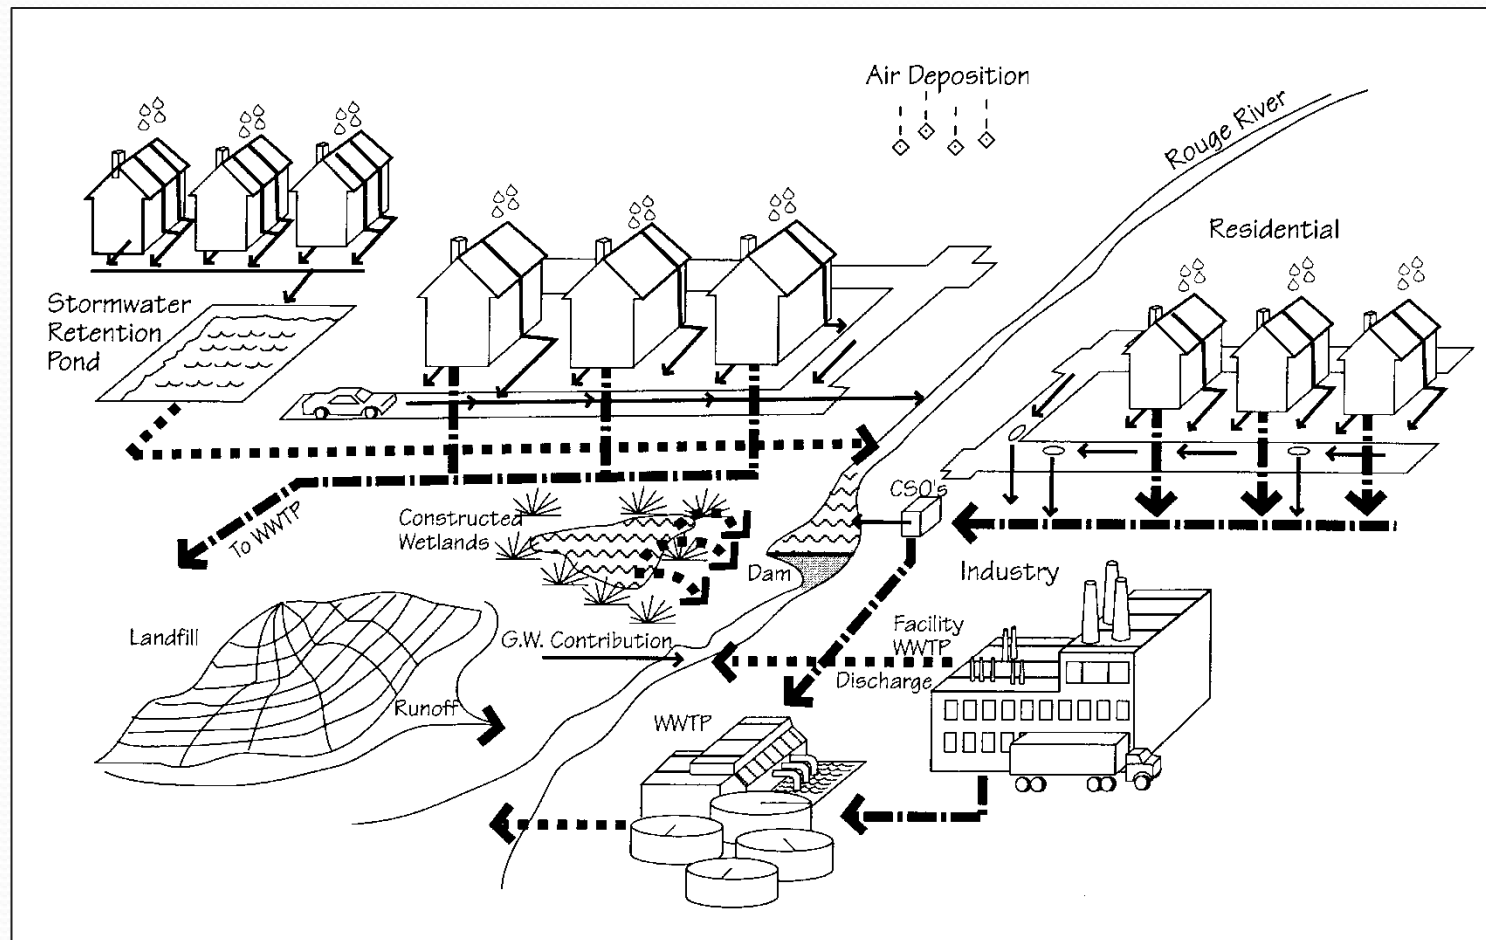 Air Deposition
Rouge River
Residential
Stormwater
Retention
Pond
CSO's
To WWTP
Constructed
Wetlands
Dam
Industry
Landfill
G.W. Contribution
Facility
WWTP
Discharge
Runoff
WWTP